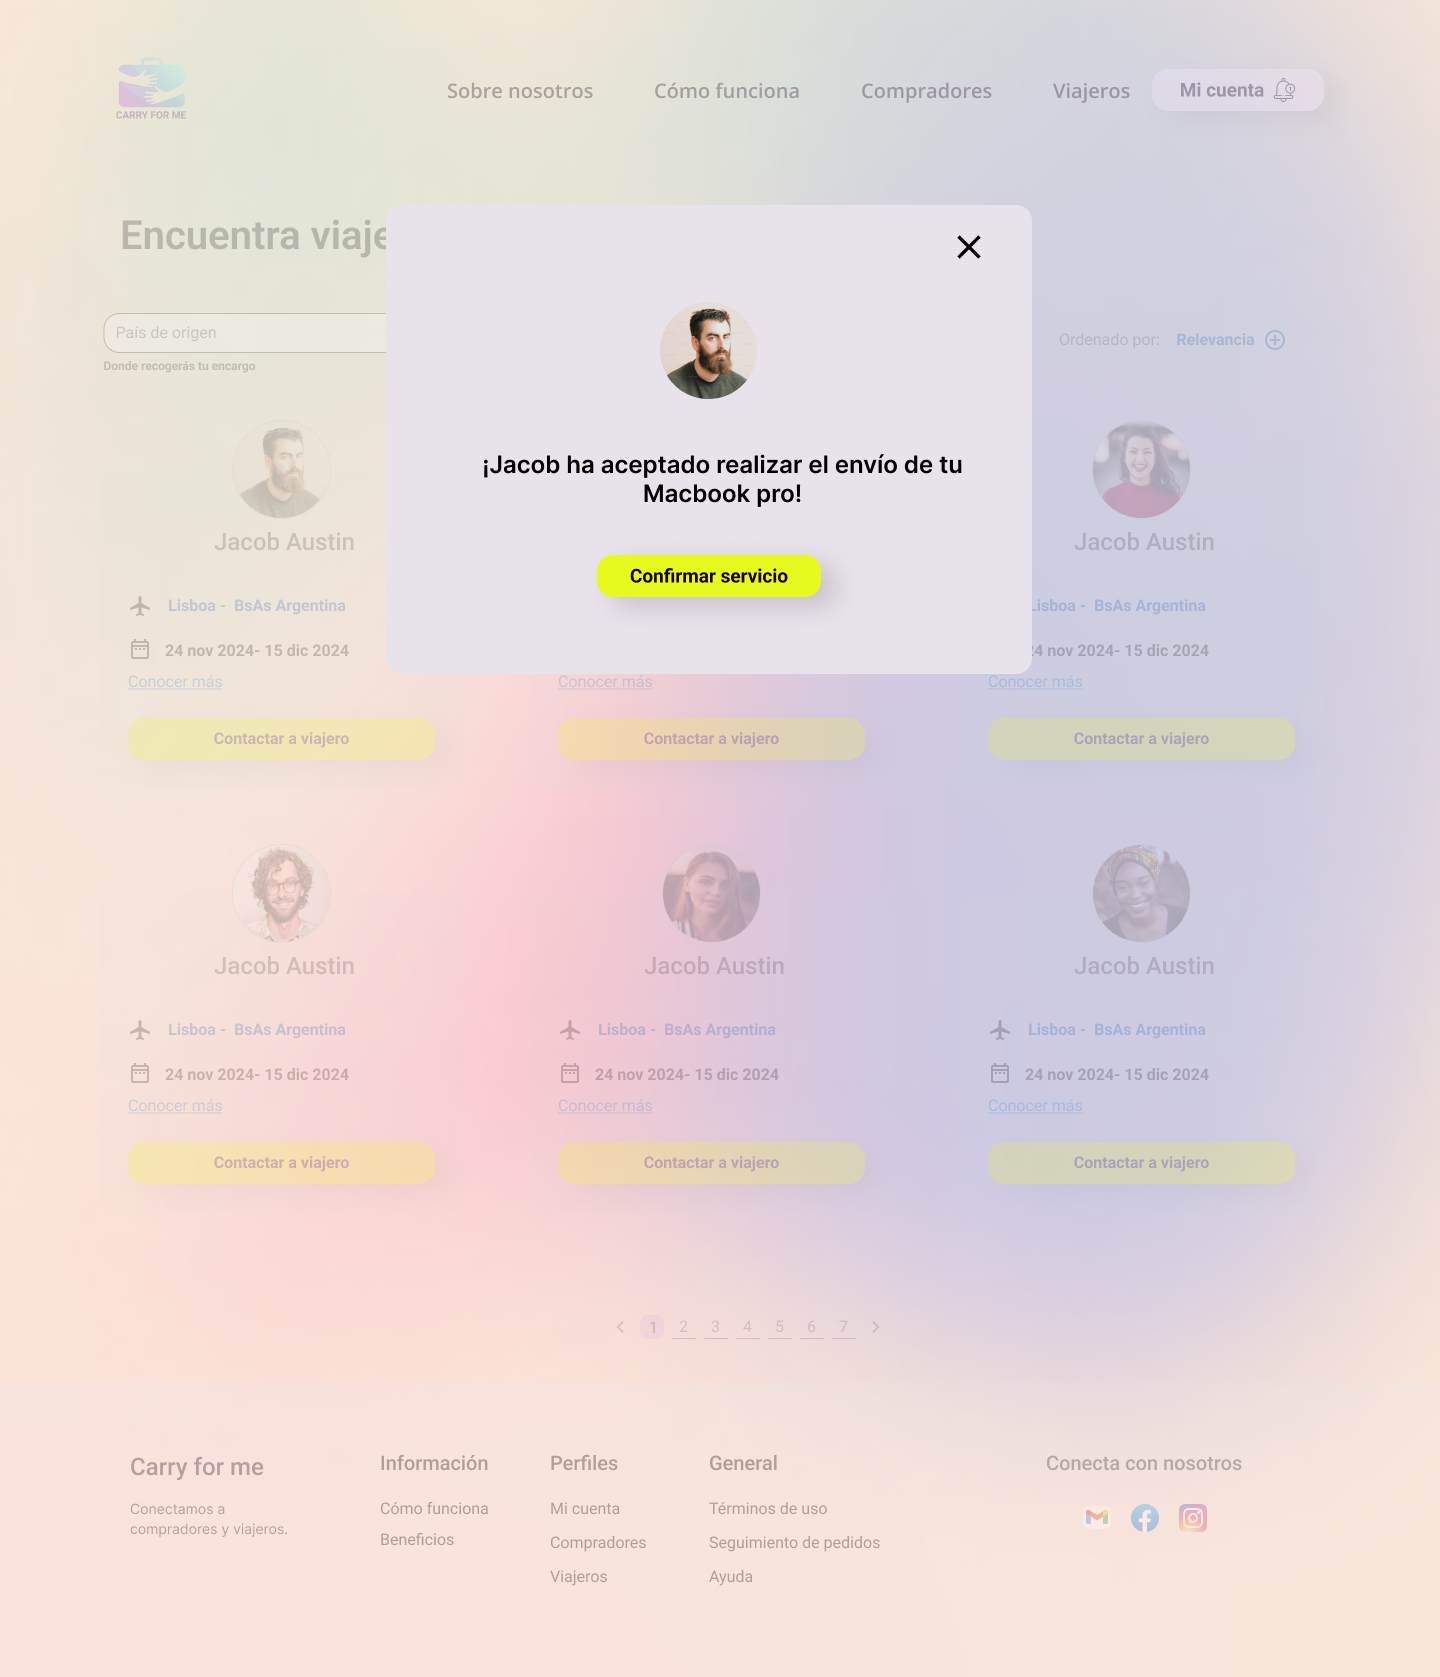 CARRY FOR ME
Sobre nosotros
Cómo funciona
Compradores
Viajeros
Mi cuenta
Encuentra viaje
País de origen
Donde recogerás tu encargo
Ordenado por: Relevancia
¡Jacob ha aceptado realizar el envío de tu
Macbook pro!
Confirmar servicio
Jacob Austin
Lisboa - BsAs Argentina
24 nov 2024- 15 dic 2024
Conocer más
Contactar a viajero
Conocer más
Contactar a viajero
Jacob Austin
Lisboa - BsAs Argentina
24 nov 2024- 15 dic 2024
Conocer más
Contactar a viajero
Jacob Austin
Lisboa - BsAs Argentina
24 nov 2024- 15 dic 2024
Conocer más
Contactar a viajero
Jacob Austin
Lisboa - BsAs Argentina
24 nov 2024- 15 dic 2024
Conocer más
Contactar a viajero
Jacob Austin
Lisboa - BsAs Argentina
24 nov 2024- 15 dic 2024
Conocer más
Contactar a viajero
1 2 3 4 5 6 7
Carry for me
Conectamos a
compradores y viajeros.
Información
Cómo funciona
Beneficios
Perfiles
Mi cuenta
Compradores
Viajeros
General
Términos de uso
Seguimiento de pedidos
Ayuda
Conecta con nosotros